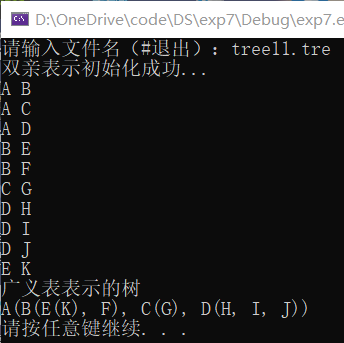 D:\OneDrive\code\DS\exp7\Debug\exp7.e
请输入文件名（#退出）：tree11.tre
双亲表示初始化成功...
A B
A C
A D
B E
B F
C G
D H
D I
D J
E K
广义表表示的树
A(B(E(K), F), C(G), D(H, I, J))
请按任意键继续. . .